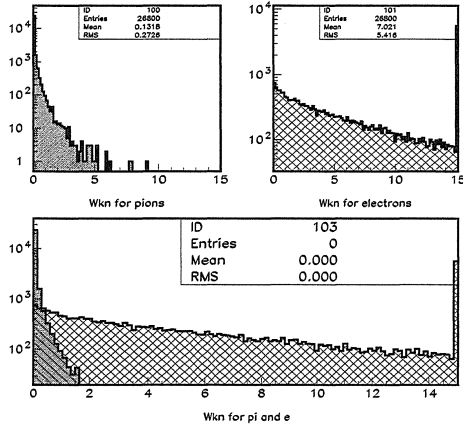 ID 100
Entries 26800
Mean 0.1318
RMS 0.2726
10⁴
10³
10²
10
1
0 5 10 15
Wkn for pions
ID 101
Entries 26800
Mean 7.021
RMS 5.416
10⁴
10³
10²
0 5 10 15
Wkn for electrons
ID 103
Entries 0
Mean 0.000
RMS 0.000
10⁴
10³
10²
0 2 4 6 8 10 12 14
Wkn for pi and e